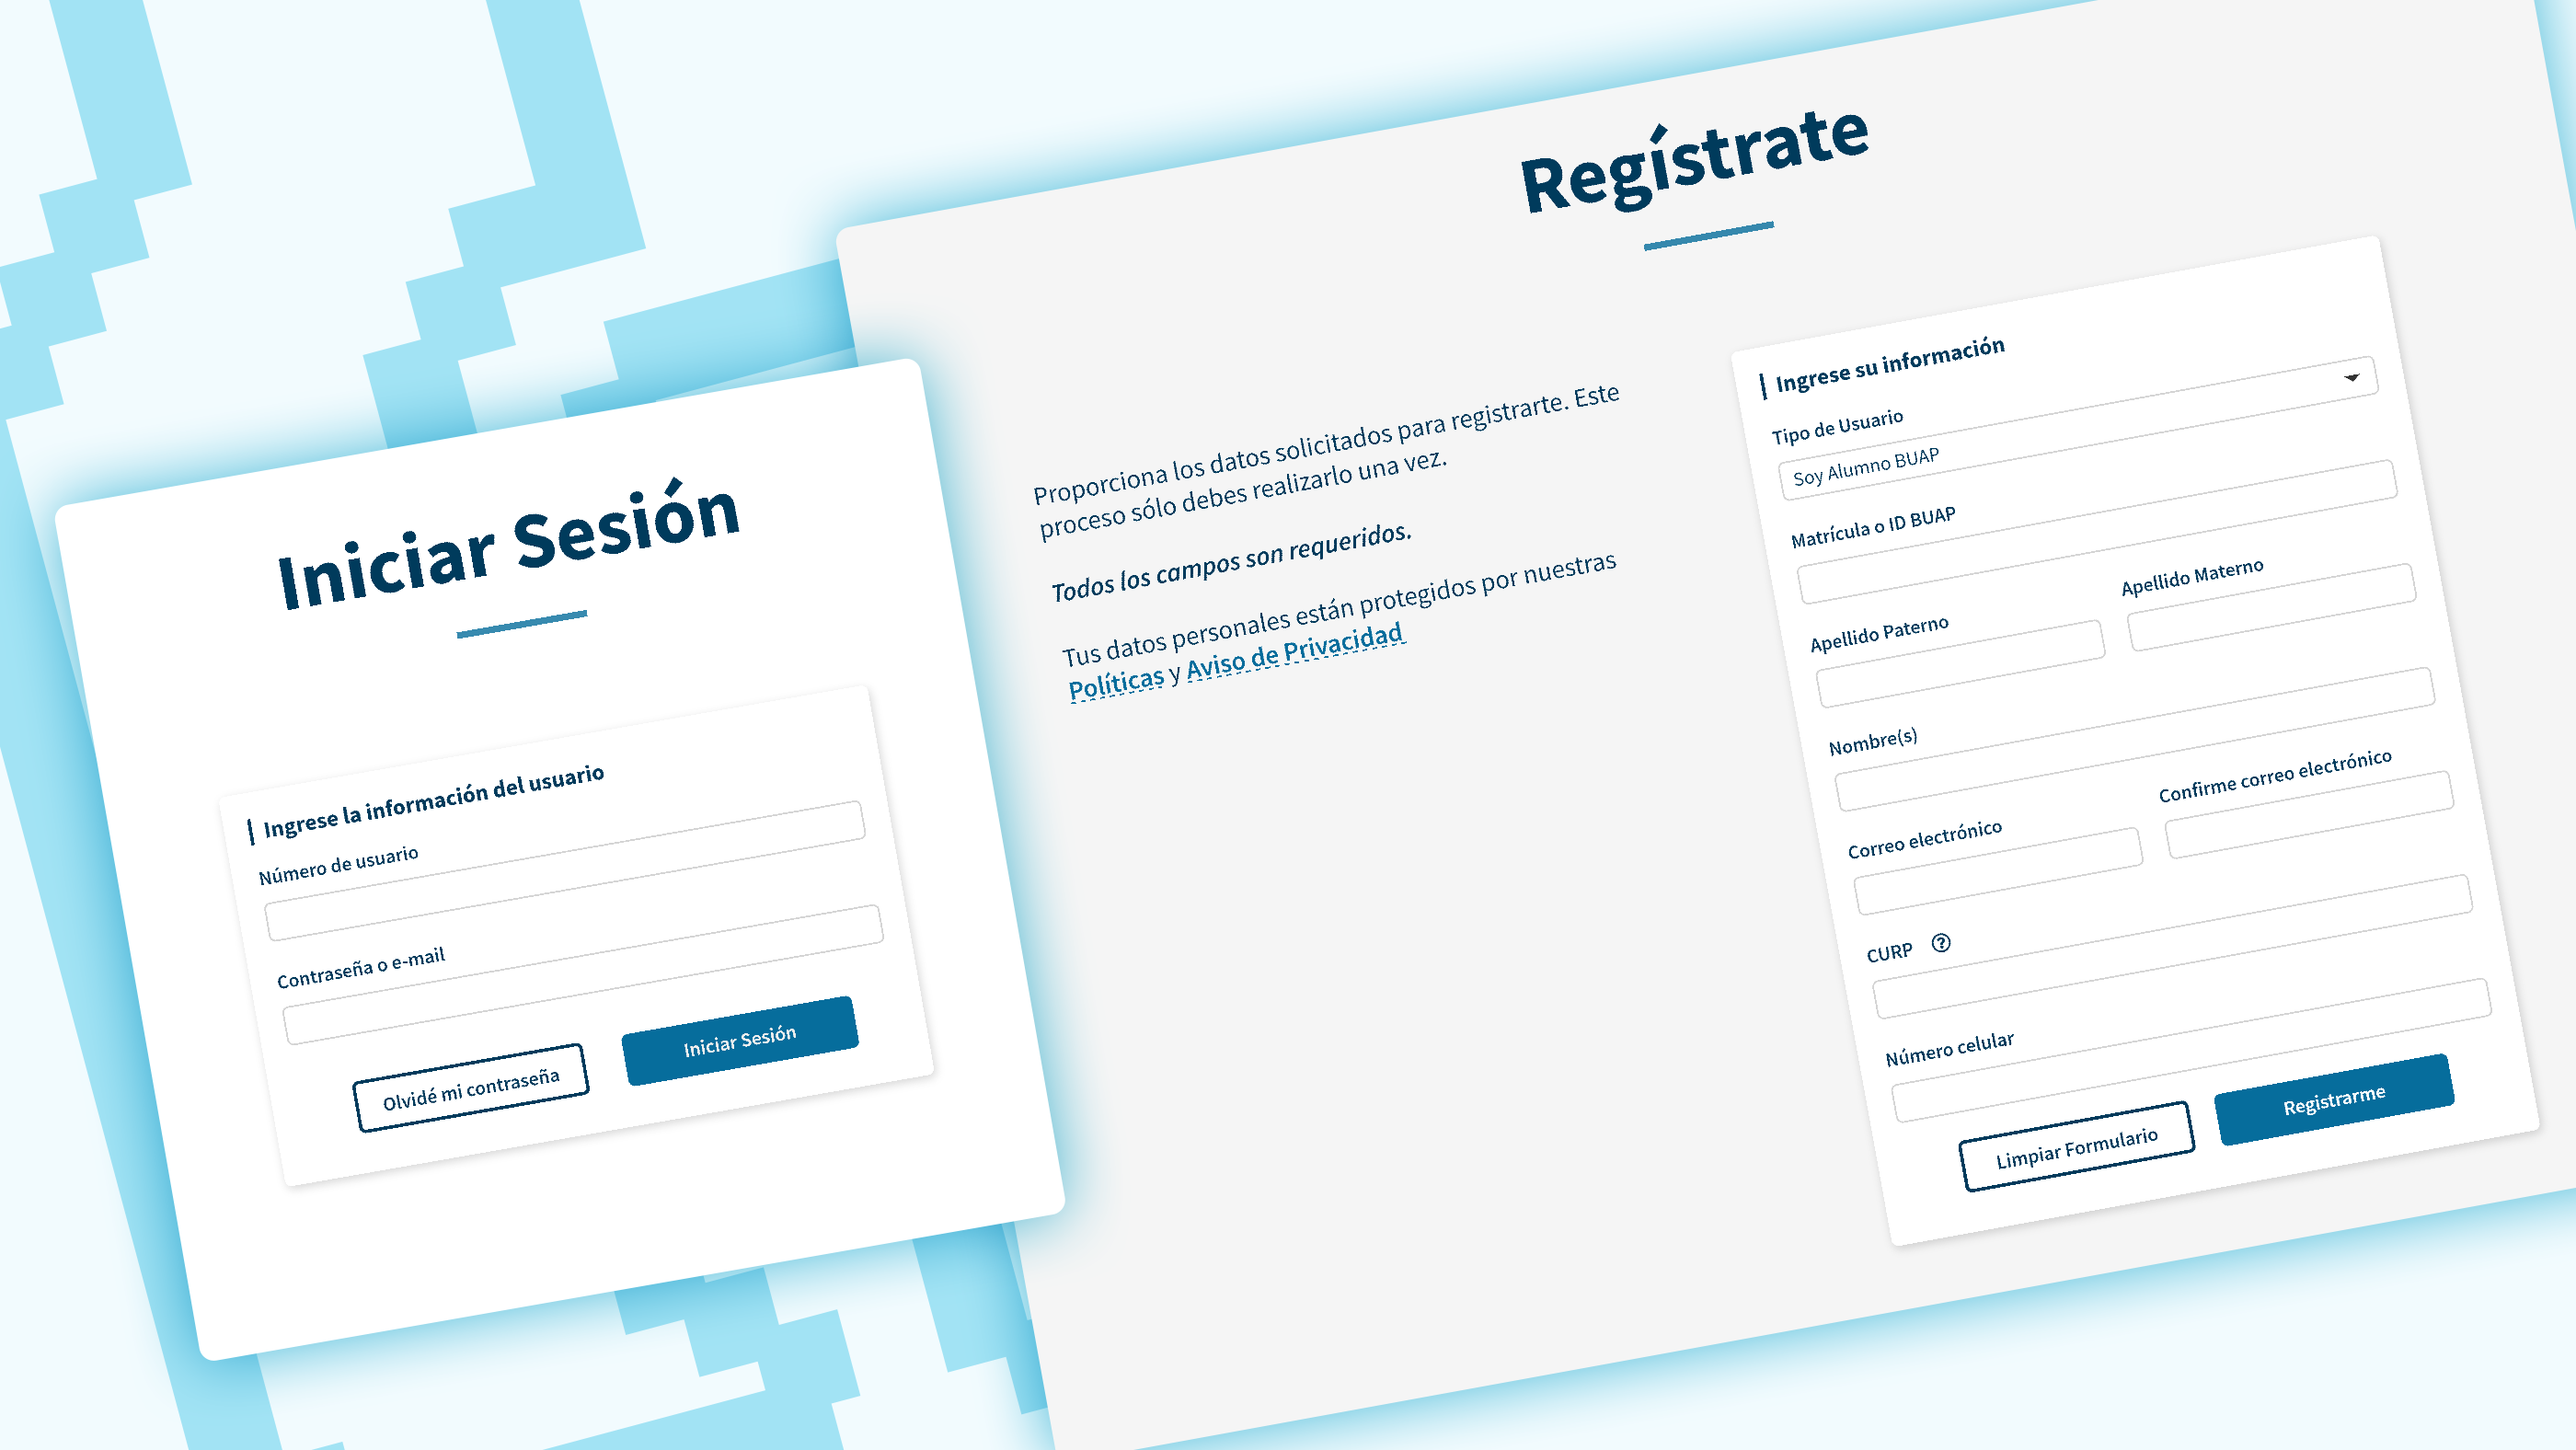 Iniciar Sesión
Ingrese la información del usuario
Número de usuario
Contraseña o e-mail
Olvidé mi contraseña
Iniciar Sesión
Regístrate
Proporciona los datos solicitados para registrarte. Este
proceso sólo debes realizarlo una vez.
Todos los campos son requeridos.
Tus datos personales están protegidos por nuestras
Políticas y Aviso de Privacidad
Ingrese su información
Tipo de Usuario
Soy Alumno BUAP
Matrícula o ID BUAP
Apellido Paterno
Apellido Materno
Nombre(s)
Correo electrónico
Confirme correo electrónico
CURP ?
Número celular
Limpiar Formulario
Registrarme